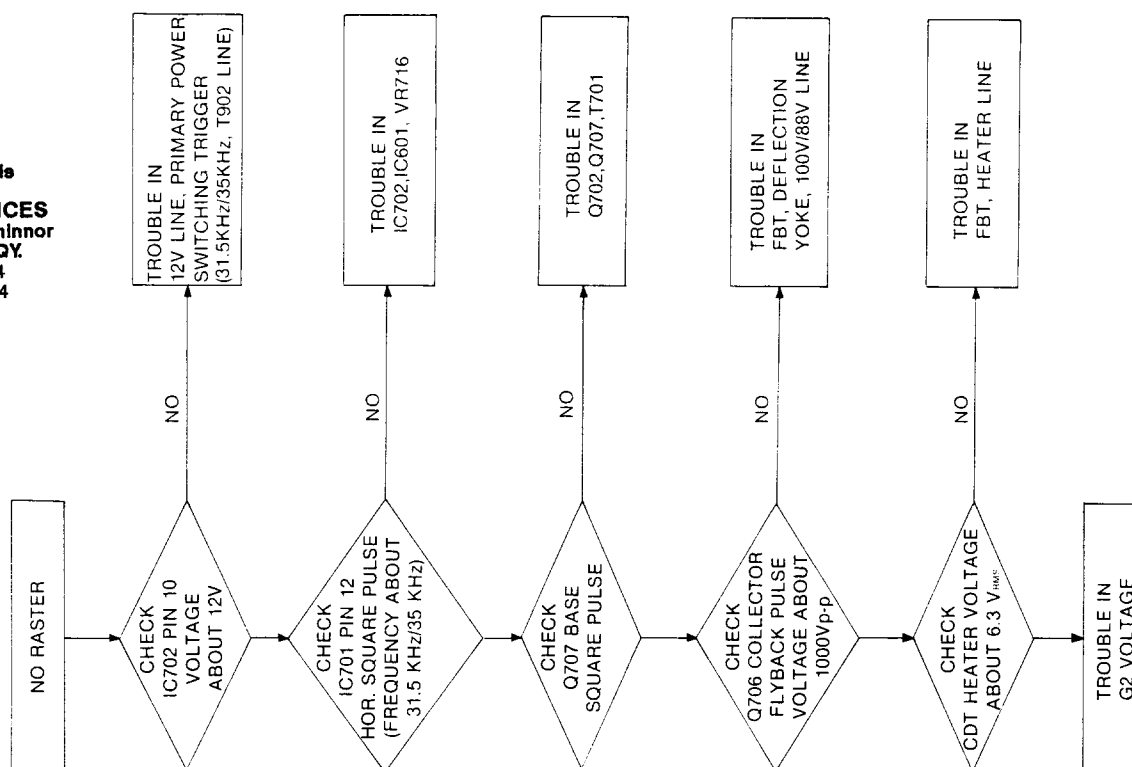 NO RASTER
CHECK
IC702 PIN 10
VOLTAGE
ABOUT 12V
NO
TROUBLE IN
12V LINE, PRIMARY POWER
SWITCHING TRIGGER
(31.5KHz/35KHz, T902 LINE)
CHECK
IC701 PIN 12
HOR. SQUARE PULSE
(FREQUENCY ABOUT
31.5 KHz/35 KHz)
NO
TROUBLE IN
IC702,IC601, VR716
CHECK
Q707 BASE
SQUARE PULSE
NO
TROUBLE IN
Q702,Q707,T701
CHECK
Q706 COLLECTOR
FLYBACK PULSE
VOLTAGE ABOUT
1000Vp-p
NO
TROUBLE IN
FBT, DEFLECTION
YOKE, 100V/88V LINE
CHECK
CDT HEATER VOLTAGE
ABOUT 6.3 VRMS
NO
TROUBLE IN
FBT, HEATER LINE
TROUBLE IN
G2 VOLTAGE
ICES
QY.
4
4